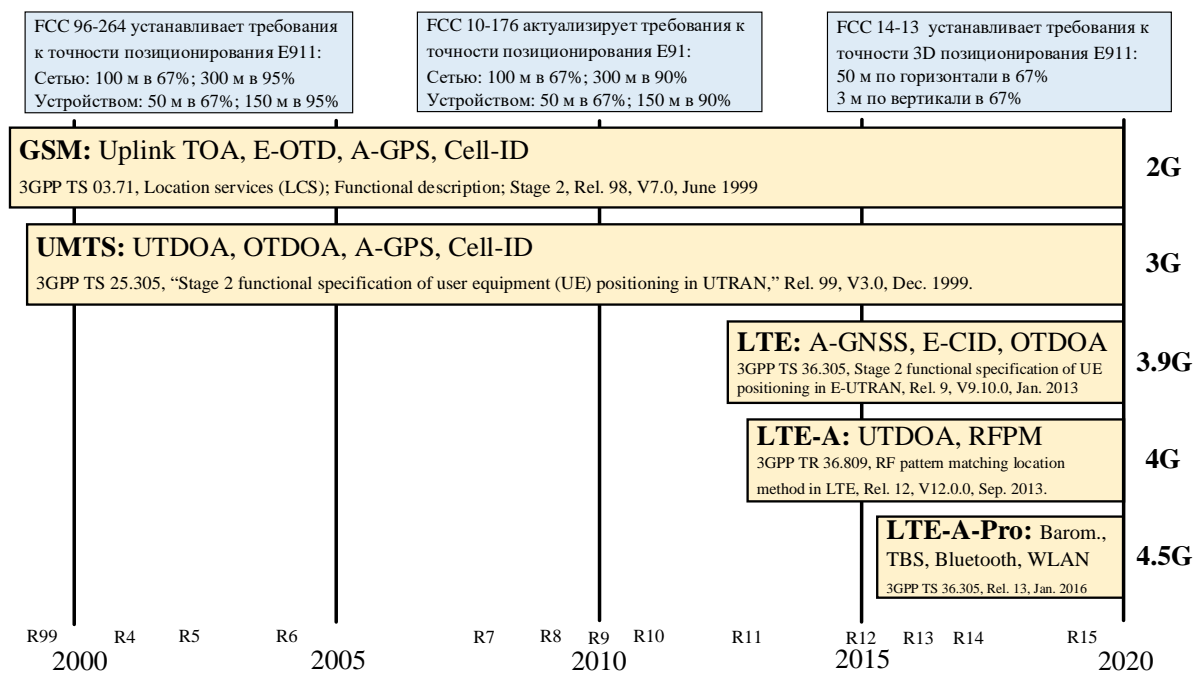 FCC 96-264 устанавливает требования
к точности позиционирования E911:
Сетью: 100 м в 67%; 300 м в 95%
Устройством: 50 м в 67%; 150 м в 95%
FCC 10-176 актуализирует требования к
точности позиционирования E91:
Сетью: 100 м в 67%; 300 м в 90%
Устройством: 50 м в 67%; 150 м в 90%
FCC 14-13 устанавливает требования к
точности 3D позиционирования E911:
50 м по горизонтали в 67%
3 м по вертикали в 67%
GSM: Uplink TOA, E-OTD, A-GPS, Cell-ID
3GPP TS 03.71, Location services (LCS); Functional description; Stage 2, Rel. 98, V7.0, June 1999
2G
UMTS: UTDOA, OTDOA, A-GPS, Cell-ID
3GPP TS 25.305, “Stage 2 functional specification of user equipment (UE) positioning in UTRAN,” Rel. 99, V3.0, Dec. 1999.
3G
LTE: A-GNSS, E-CID, OTDOA
3GPP TS 36.305, Stage 2 functional specification of UE
positioning in E-UTRAN, Rel. 9, V9.10.0, Jan. 2013
3.9G
LTE-A: UTDOA, RFPM
3GPP TR 36.809, RF pattern matching location
method in LTE, Rel. 12, V12.0.0, Sep. 2013.
4G
LTE-A-Pro: Barom.,
TBS, Bluetooth, WLAN
3GPP TS 36.305, Rel. 13, Jan. 2016
4.5G
R99 R4 R5 R6 R7 R8 R9 R10 R11 R12 R13 R14 R15
2000 2005 2010 2015 2020